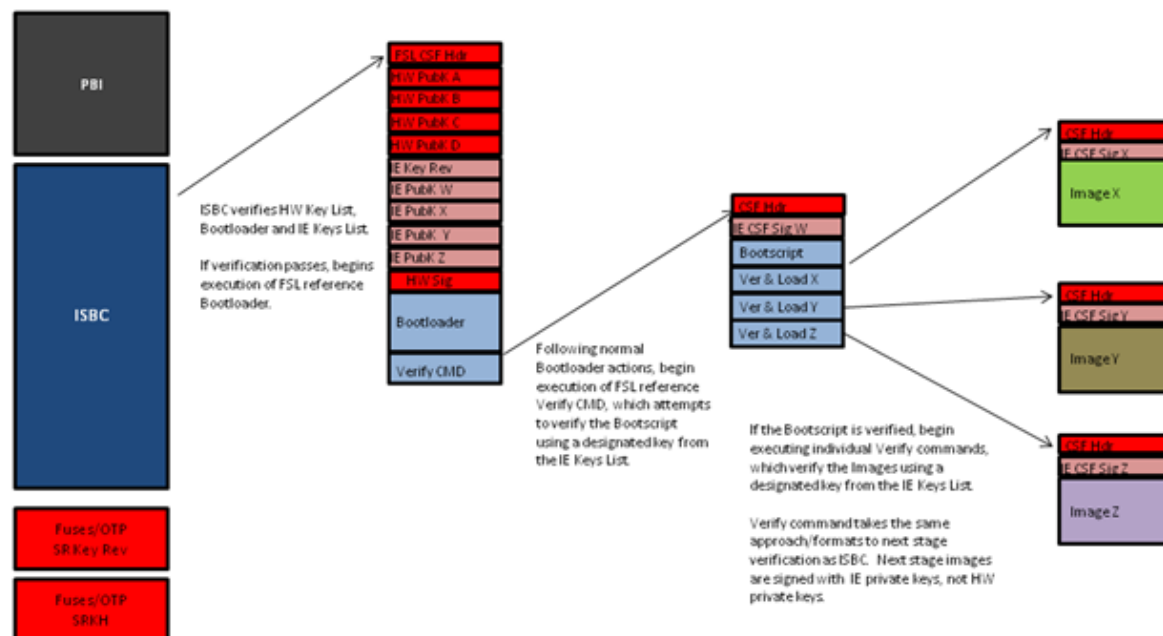 PBI
ISBC
Fuses/OTP
SR Key Rev
Fuses/OTP
SRKH
ISBC verifies HW Key List,
Bootloader and IE Keys List.
If verification passes, begins
execution of FSL reference
Bootloader.
FSL CSF Hdr
HW PubK A
HW PubK B
HW PubK C
HW PubK D
IE Key Rev
IE PubK W
IE PubK X
IE PubK Y
IE PubK Z
HW Sig
Bootloader
Verify CMD
Following normal
Bootloader actions, begin
execution of FSL reference
Verify CMD, which attempts
to verify the Bootscript
using a designated key from
the IE Keys List.
CSF Hdr
IE CSF Sig W
Bootscript
Ver & Load X
Ver & Load Y
Ver & Load Z
If the Bootscript is verified, begin
executing individual Verify commands,
which verify the Images using a
designated key from the IE Keys List.
Verify command takes the same
approach/formats to next stage
verification as ISBC. Next stage images
are signed with IE private keys, not HW
private keys.
CSF Hdr
IE CSF Sig X
Image X
CSF Hdr
IE CSF Sig Y
Image Y
CSF Hdr
IE CSF Sig Z
Image Z